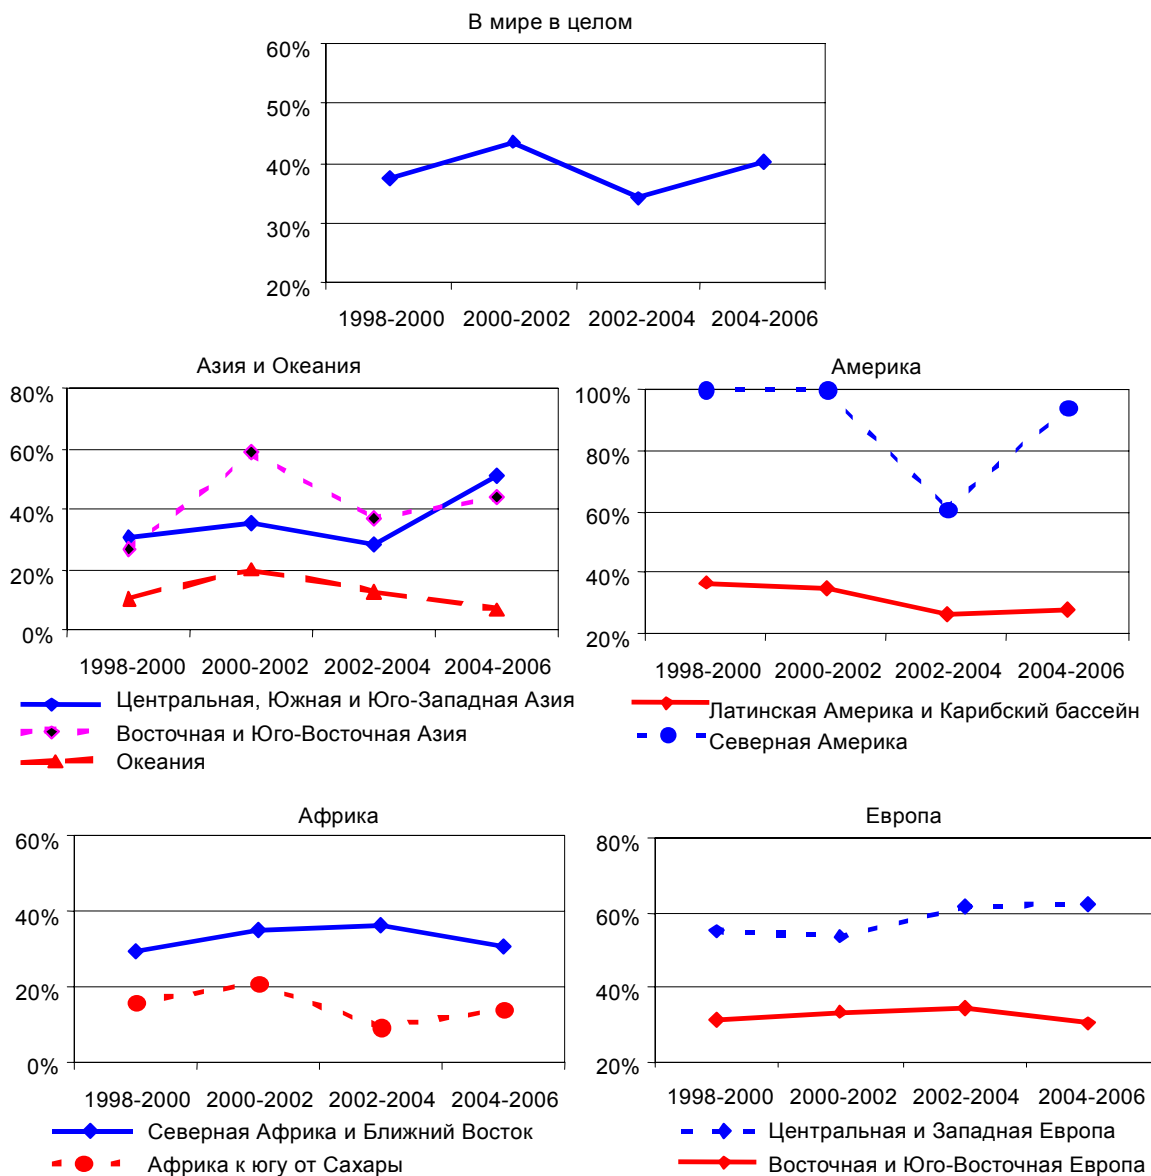 В мире в целом
60%
50%
40%
30%
20%
1998-2000 2000-2002 2002-2004 2004-2006
Азия и Океания
80%
60%
40%
20%
0%
1998-2000 2000-2002 2002-2004 2004-2006
Центральная, Южная и Юго-Западная Азия
Восточная и Юго-Восточная Азия
Океания
Америка
100%
80%
60%
40%
20%
1998-2000 2000-2002 2002-2004 2004-2006
Латинская Америка и Карибский бассейн
Северная Америка
Африка
60%
40%
20%
0%
1998-2000 2000-2002 2002-2004 2004-2006
Северная Африка и Ближний Восток
Африка к югу от Сахары
Европа
80%
60%
40%
20%
1998-2000 2000-2002 2002-2004 2004-2006
Центральная и Западная Европа
Восточная и Юго-Восточная Европа